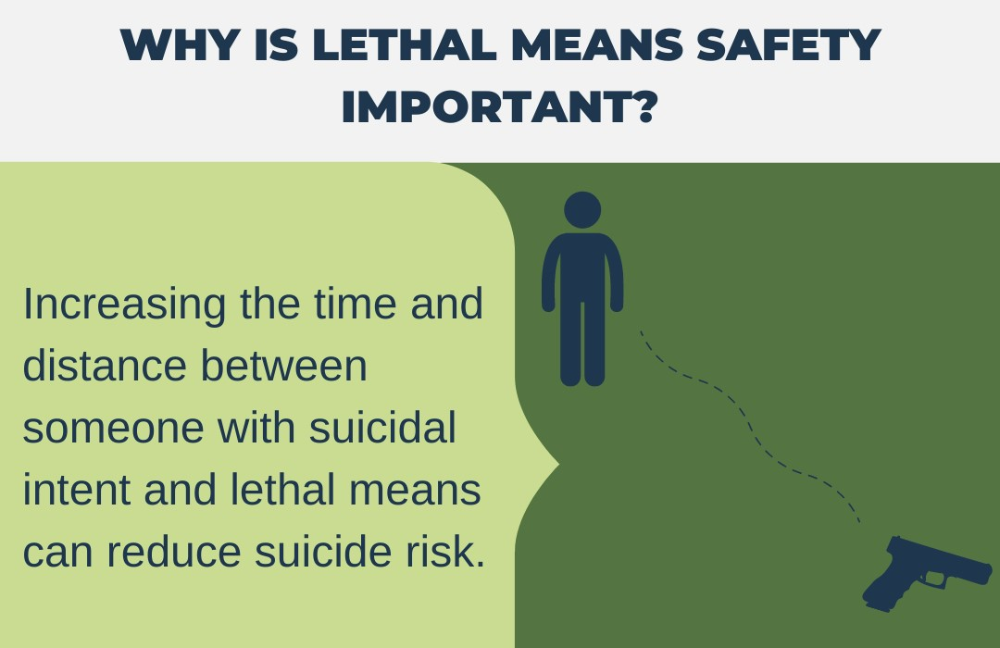 WHY IS LETHAL MEANS SAFETY
IMPORTANT?
Increasing the time and
distance between
someone with suicidal
intent and lethal means
can reduce suicide risk.